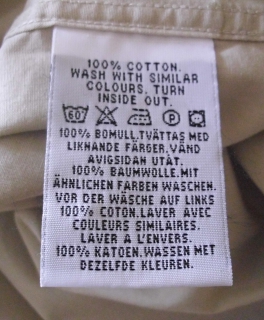 100% COTTON.
WASH WITH SIMILAR
COLOURS. TURN
INSIDE OUT.
60 P
100% BOMULL.TVÄTTAS MED
LIKNANDE FÄRGER.VÄND
AVIGSIDAN UTÅT.
100% BAUMWOLLE.MIT
ÄHNLICHEN FARBEN WASCHEN.
VOR DER WÄSCHE AUF LINKS
100% COTON.LAVER AVEC
COULEURS SIMILAIRES.
LAVER A L'ENVERS.
100% KATOEN.WASSEN MET
DEZELFDE KLEUREN.